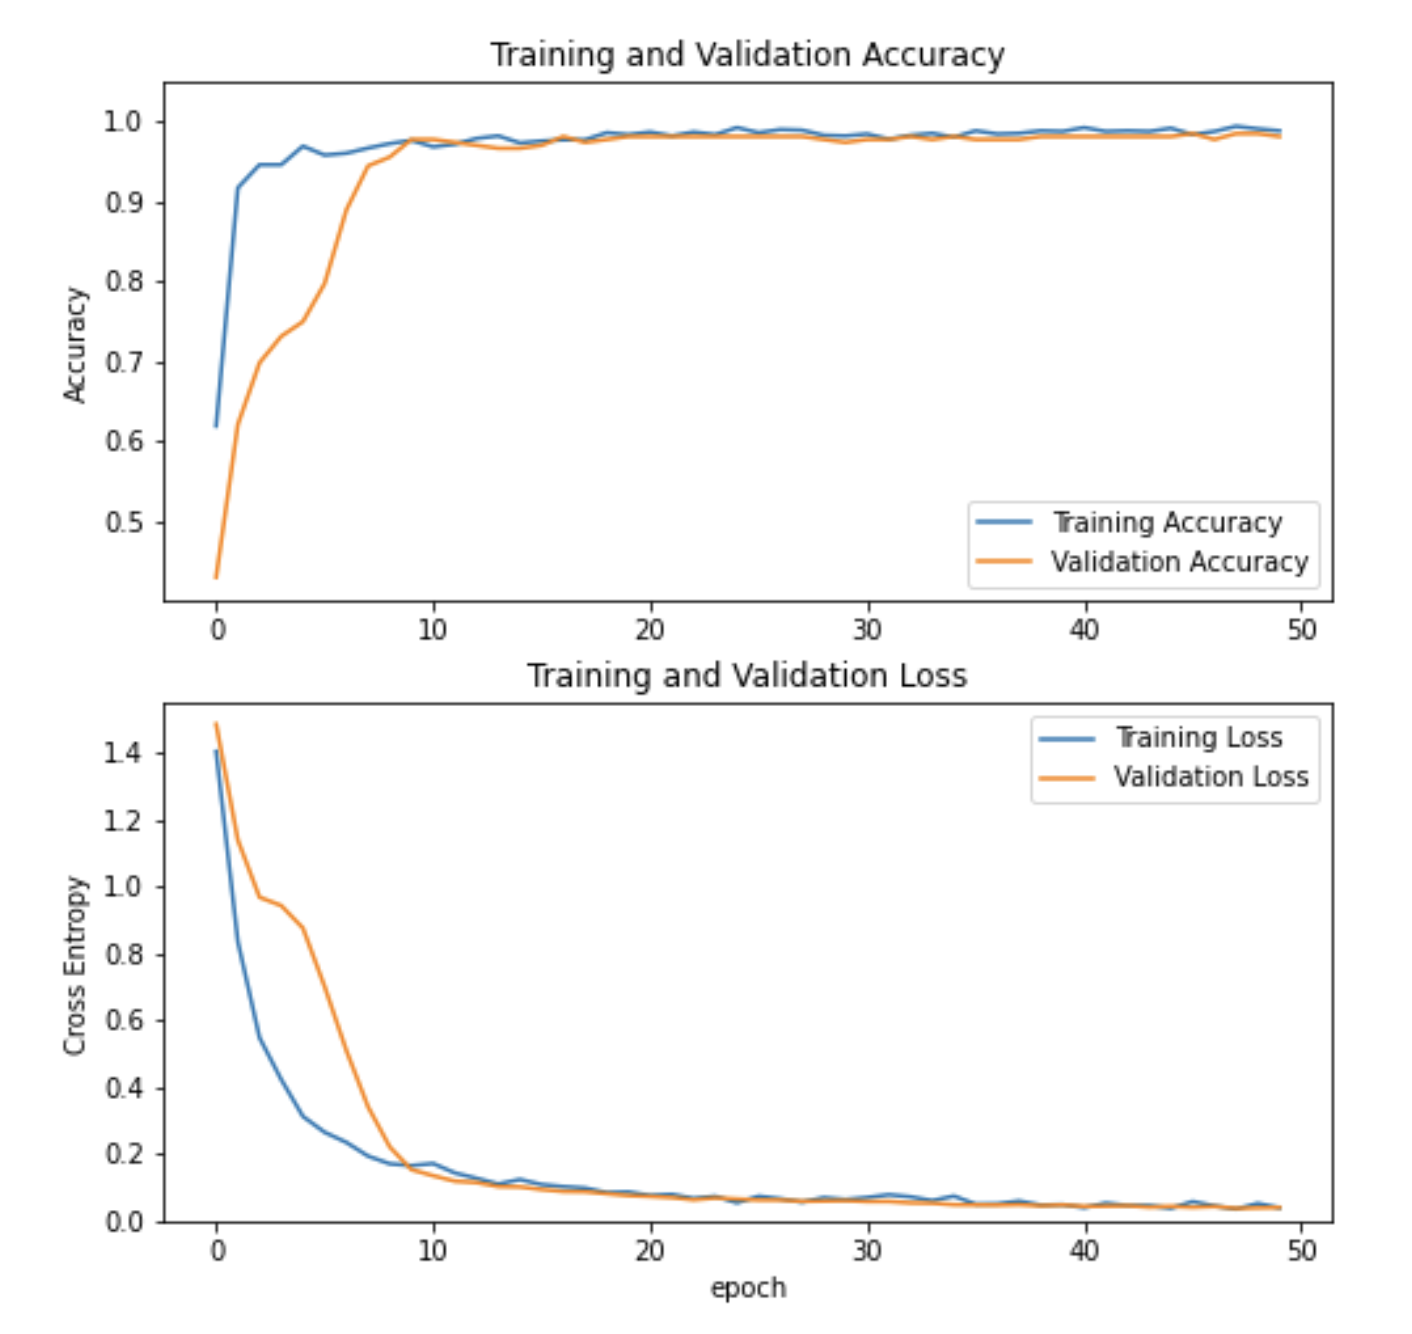 Training and Validation Accuracy
1.0
0.9
0.8
0.7
0.6
0.5
Accuracy
Training Accuracy
Validation Accuracy
0 10 20 30 40 50
Training and Validation Loss
1.4
1.2
1.0
0.8
0.6
0.4
0.2
0.0
Cross Entropy
Training Loss
Validation Loss
0 10 20 30 40 50
epoch